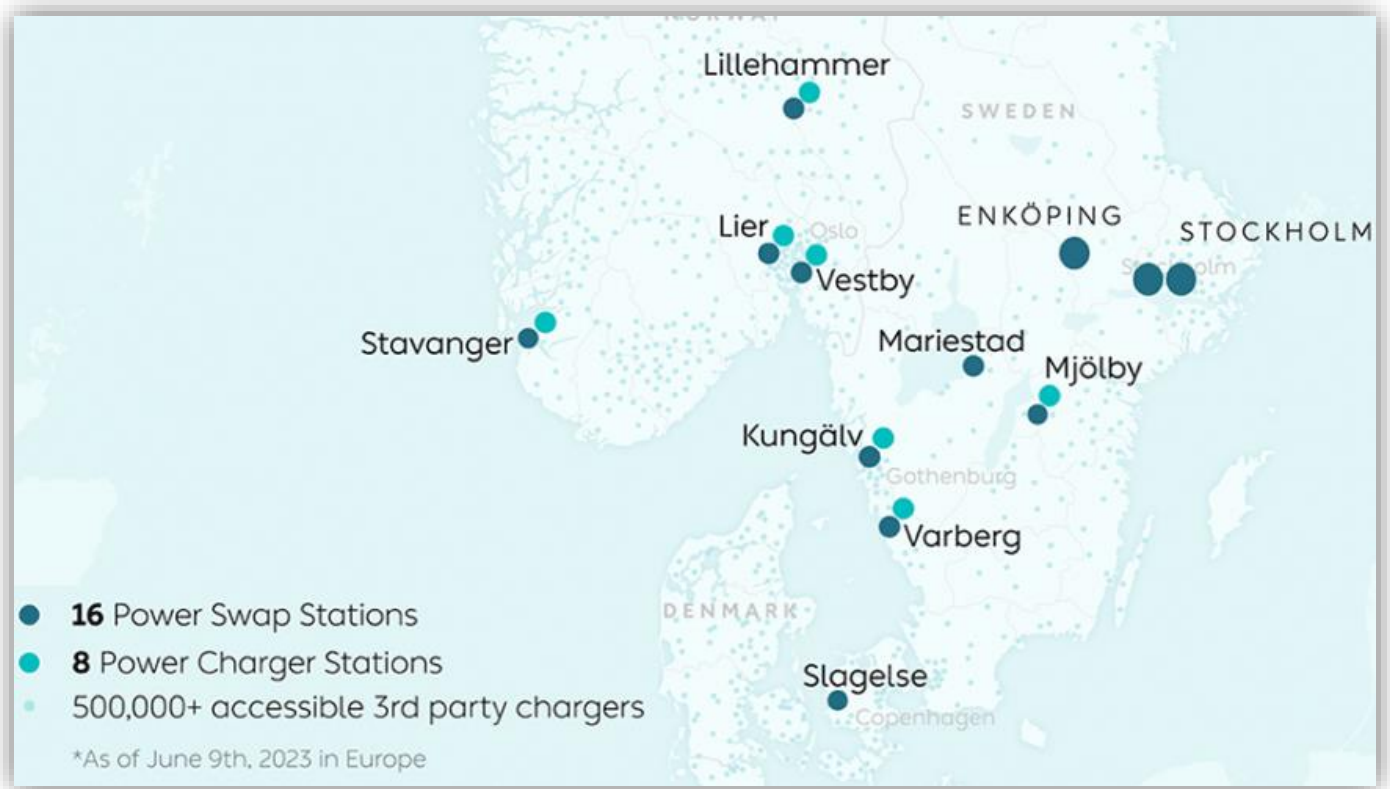 NORWAY
Lillehammer
SWEDEN
ENKÖPING
STOCKHOLM
Lier
Oslo
Stockholm
Vestby
Stavanger
Mariestad
Mjölby
Kungälv
Gothenburg
Varberg
DENMARK
16 Power Swap Stations
8 Power Charger Stations
Slagelse
500,000+ accessible 3rd party chargers
Copenhagen
*As of June 9th, 2023 in Europe